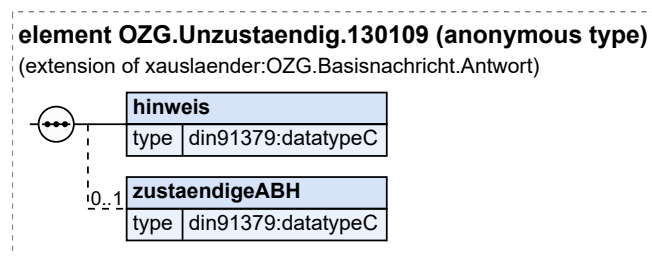 element OZG.Unzustaendig.130109 (anonymous type)
(extension of xauslaender:OZG.Basisnachricht.Antwort)
hinweis
type din91379:datatypeC
0..1 zustaendigeABH
type din91379:datatypeC